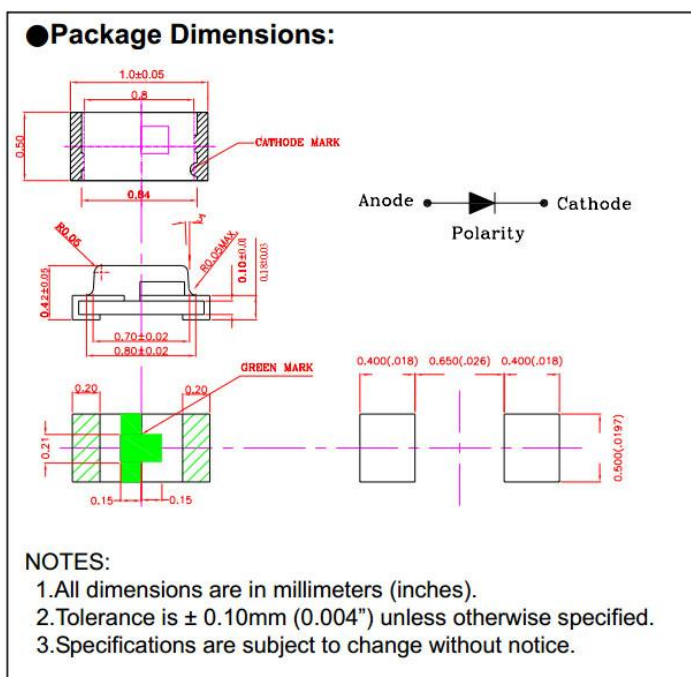 ●Package Dimensions:
1.0±0.05
0.8
0.50
CATHODE MARK
0.84
Anode
Cathode
Polarity
R0.05
R0.05MAX.
0.10±0.01
0.18±0.03
0.42±0.05
0.70±0.02
0.80±0.02
GREEN MARK
0.400(.018)
0.650(.026)
0.400(.018)
0.20
0.20
0.21
0.500(.0197)
0.15
0.15
NOTES:
1.All dimensions are in millimeters (inches).
2.Tolerance is ± 0.10mm (0.004”) unless otherwise specified.
3.Specifications are subject to change without notice.